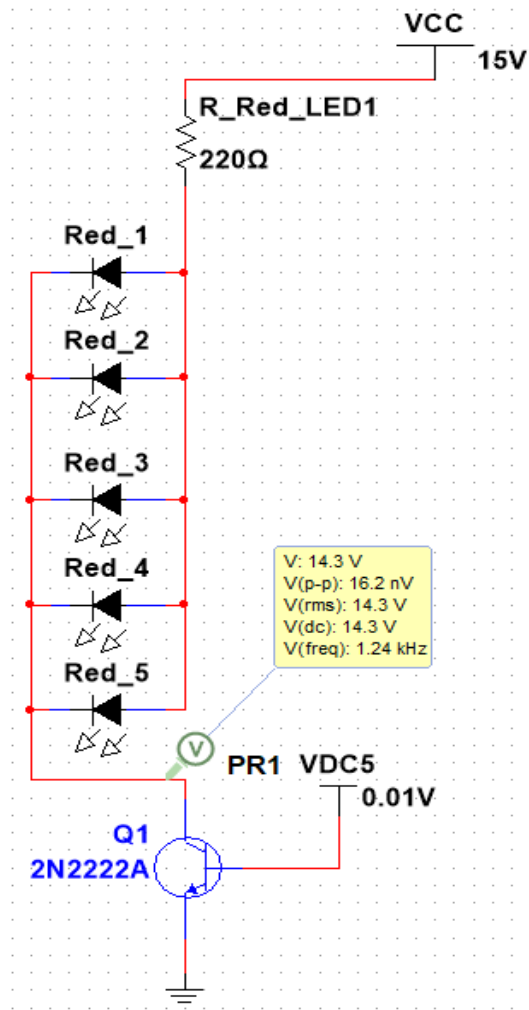 VCC
15V
R_Red_LED1
220Ω
Red_1
Red_2
Red_3
Red_4
Red_5
V: 14.3 V
V(p-p): 16.2 nV
V(rms): 14.3 V
V(dc): 14.3 V
V(freq): 1.24 kHz
V
PR1
VDC5
0.01V
Q1
2N2222A